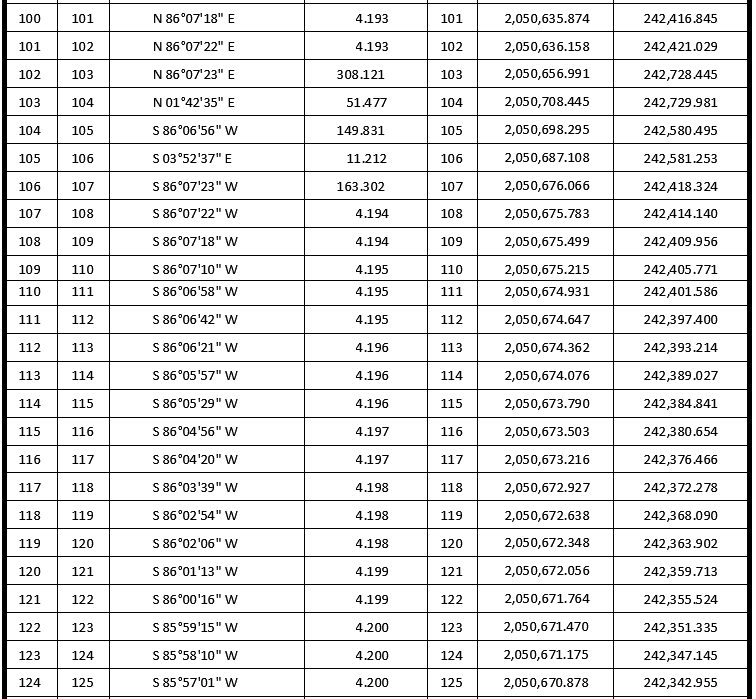 100 101 N 86°07'18" E 4.193 101 2,050,635.874 242,416.845
101 102 N 86°07'22" E 4.193 102 2,050,636.158 242,421.029
102 103 N 86°07'23" E 308.121 103 2,050,656.991 242,728.445
103 104 N 01°42'35" E 51.477 104 2,050,708.445 242,729.981
104 105 S 86°06'56" W 149.831 105 2,050,698.295 242,580.495
105 106 S 03°52'37" E 11.212 106 2,050,687.108 242,581.253
106 107 S 86°07'23" W 163.302 107 2,050,676.066 242,418.324
107 108 S 86°07'22" W 4.194 108 2,050,675.783 242,414.140
108 109 S 86°07'18" W 4.194 109 2,050,675.499 242,409.956
109 110 S 86°07'10" W 4.195 110 2,050,675.215 242,405.771
110 111 S 86°06'58" W 4.195 111 2,050,674.931 242,401.586
111 112 S 86°06'42" W 4.195 112 2,050,674.647 242,397.400
112 113 S 86°06'21" W 4.196 113 2,050,674.362 242,393.214
113 114 S 86°05'57" W 4.196 114 2,050,674.076 242,389.027
114 115 S 86°05'29" W 4.196 115 2,050,673.790 242,384.841
115 116 S 86°04'56" W 4.197 116 2,050,673.503 242,380.654
116 117 S 86°04'20" W 4.197 117 2,050,673.216 242,376.466
117 118 S 86°03'39" W 4.198 118 2,050,672.927 242,372.278
118 119 S 86°02'54" W 4.198 119 2,050,672.638 242,368.090
119 120 S 86°02'06" W 4.198 120 2,050,672.348 242,363.902
120 121 S 86°01'13" W 4.199 121 2,050,672.056 242,359.713
121 122 S 86°00'16" W 4.199 122 2,050,671.764 242,355.524
122 123 S 85°59'15" W 4.200 123 2,050,671.470 242,351.335
123 124 S 85°58'10" W 4.200 124 2,050,671.175 242,347.145
124 125 S 85°57'01" W 4.200 125 2,050,670.878 242,342.955